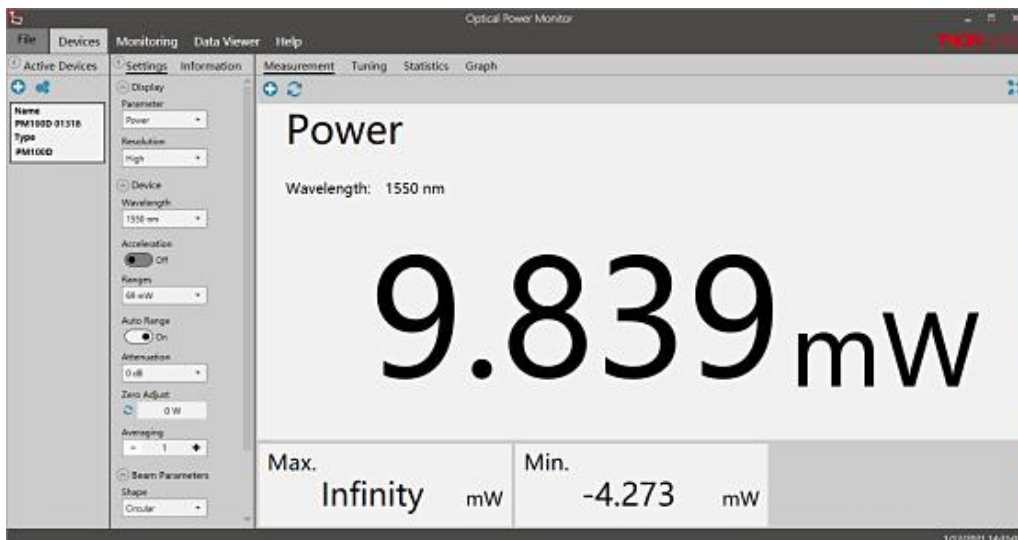 Optical Power Monitor
File Devices Monitoring Data Viewer Help
Active Devices
Settings Information
Measurement Tuning Statistics Graph
Name
PM100D 01318
Type
PM100D
Display
Parameter
Power
Resolution
High
Device
Wavelength
1550 nm
Acceleration
Off
Ranges
69 mW
Auto Range
On
Attenuation
0 dB
Zero Adjust
0 W
Averaging
- 1 +
Beam Parameters
Shape
Circular
Power
Wavelength: 1550 nm
9.839 mW
Max.
Infinity mW
Min.
-4.273 mW